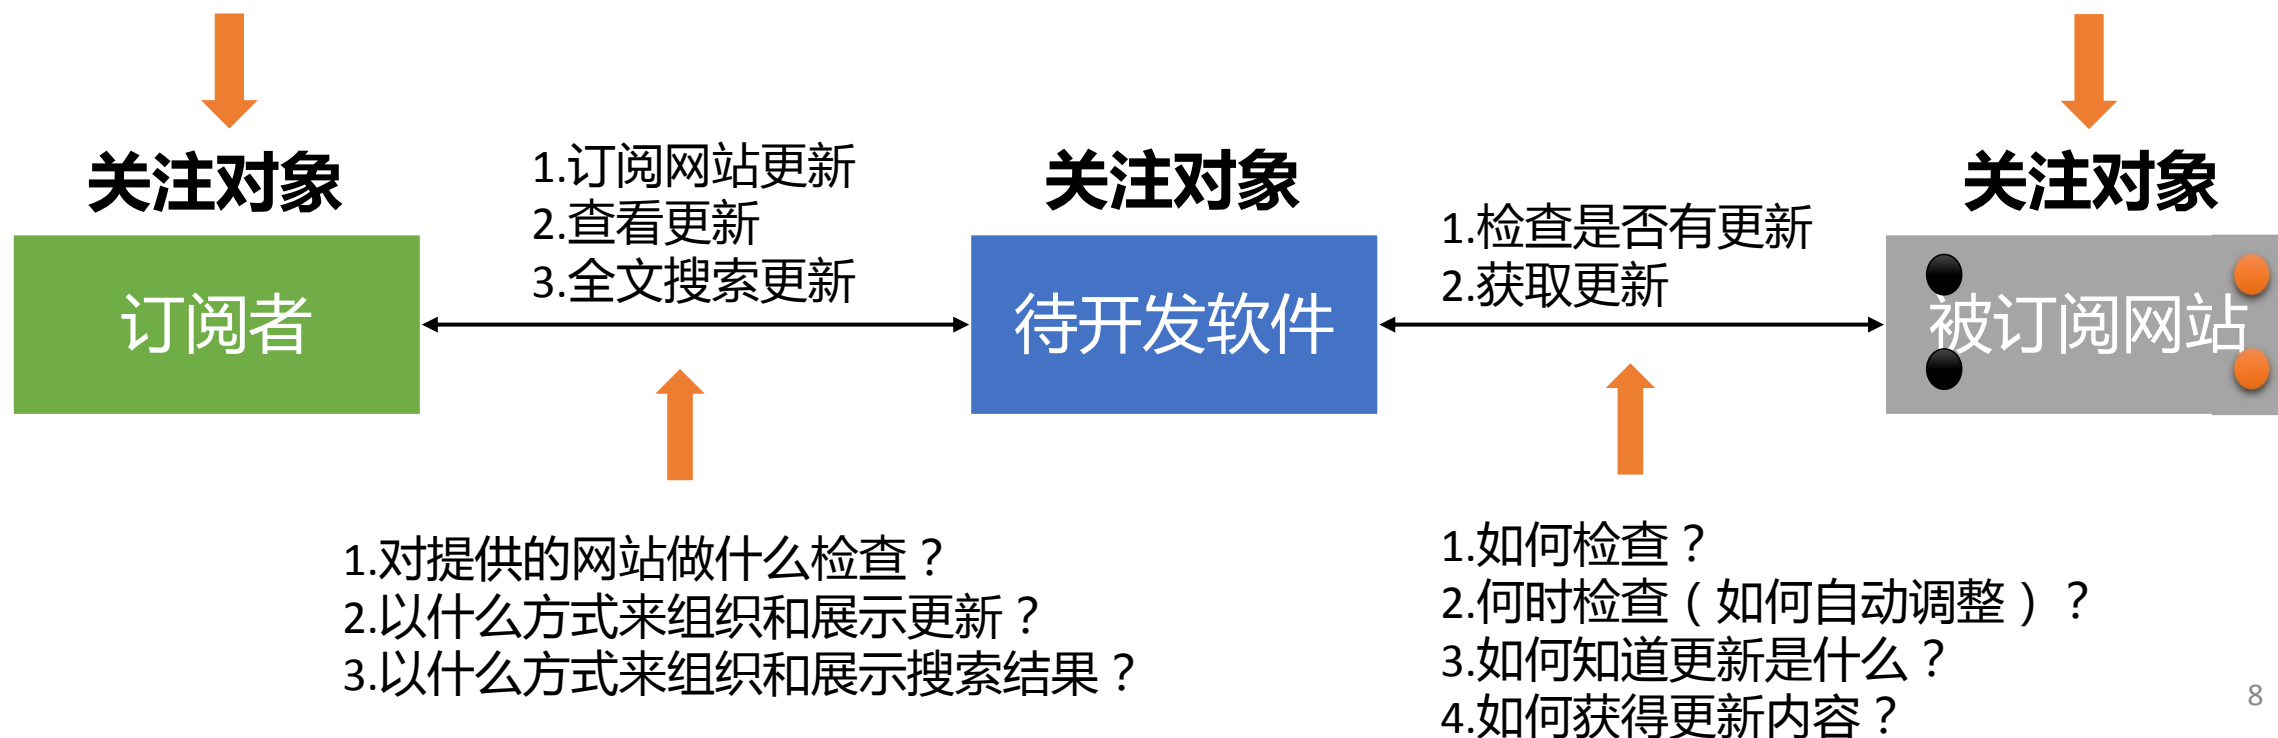 关注对象
订阅者
1.订阅网站更新
2.查看更新
3.全文搜索更新
关注对象
待开发软件
1.检查是否有更新
2.获取更新
关注对象
被订阅网站
1.对提供的网站做什么检查？
2.以什么方式来组织和展示更新？
3.以什么方式来组织和展示搜索结果？
1.如何检查？
2.何时检查（如何自动调整）？
3.如何知道更新是什么？
4.如何获得更新内容？
8